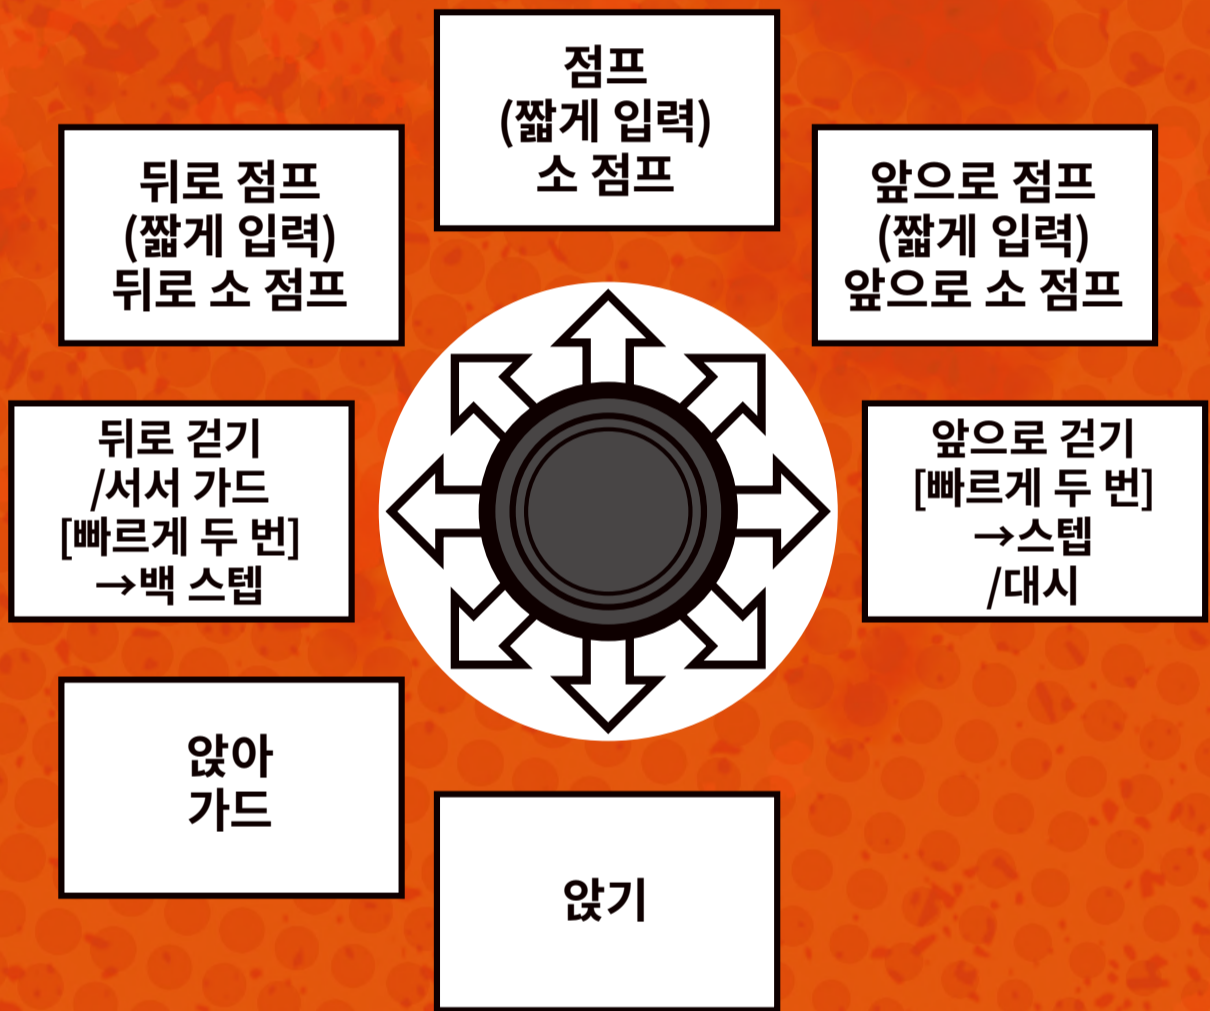 점프
(짧게 입력)
소 점프
뒤로 점프
(짧게 입력)
뒤로 소 점프
앞으로 점프
(짧게 입력)
앞으로 소 점프
뒤로 걷기
/서서 가드
[빠르게 두 번]
→백 스텝
앞으로 걷기
[빠르게 두 번]
→스텝
/대시
앉아
가드
앉기